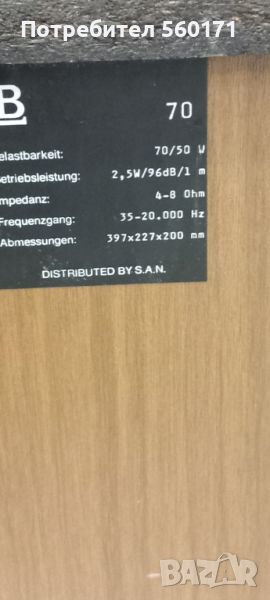 Потребител 560171
B
70
elastbarkeit: 70/50 W
etriebsleistung: 2,5W/96dB/1 m
mpedanz: 4-8 Ohm
Frequenzgang: 35-20.000 Hz
Abmessungen: 397x227x200 mm
DISTRIBUTED BY S.A.N.
BAZAR